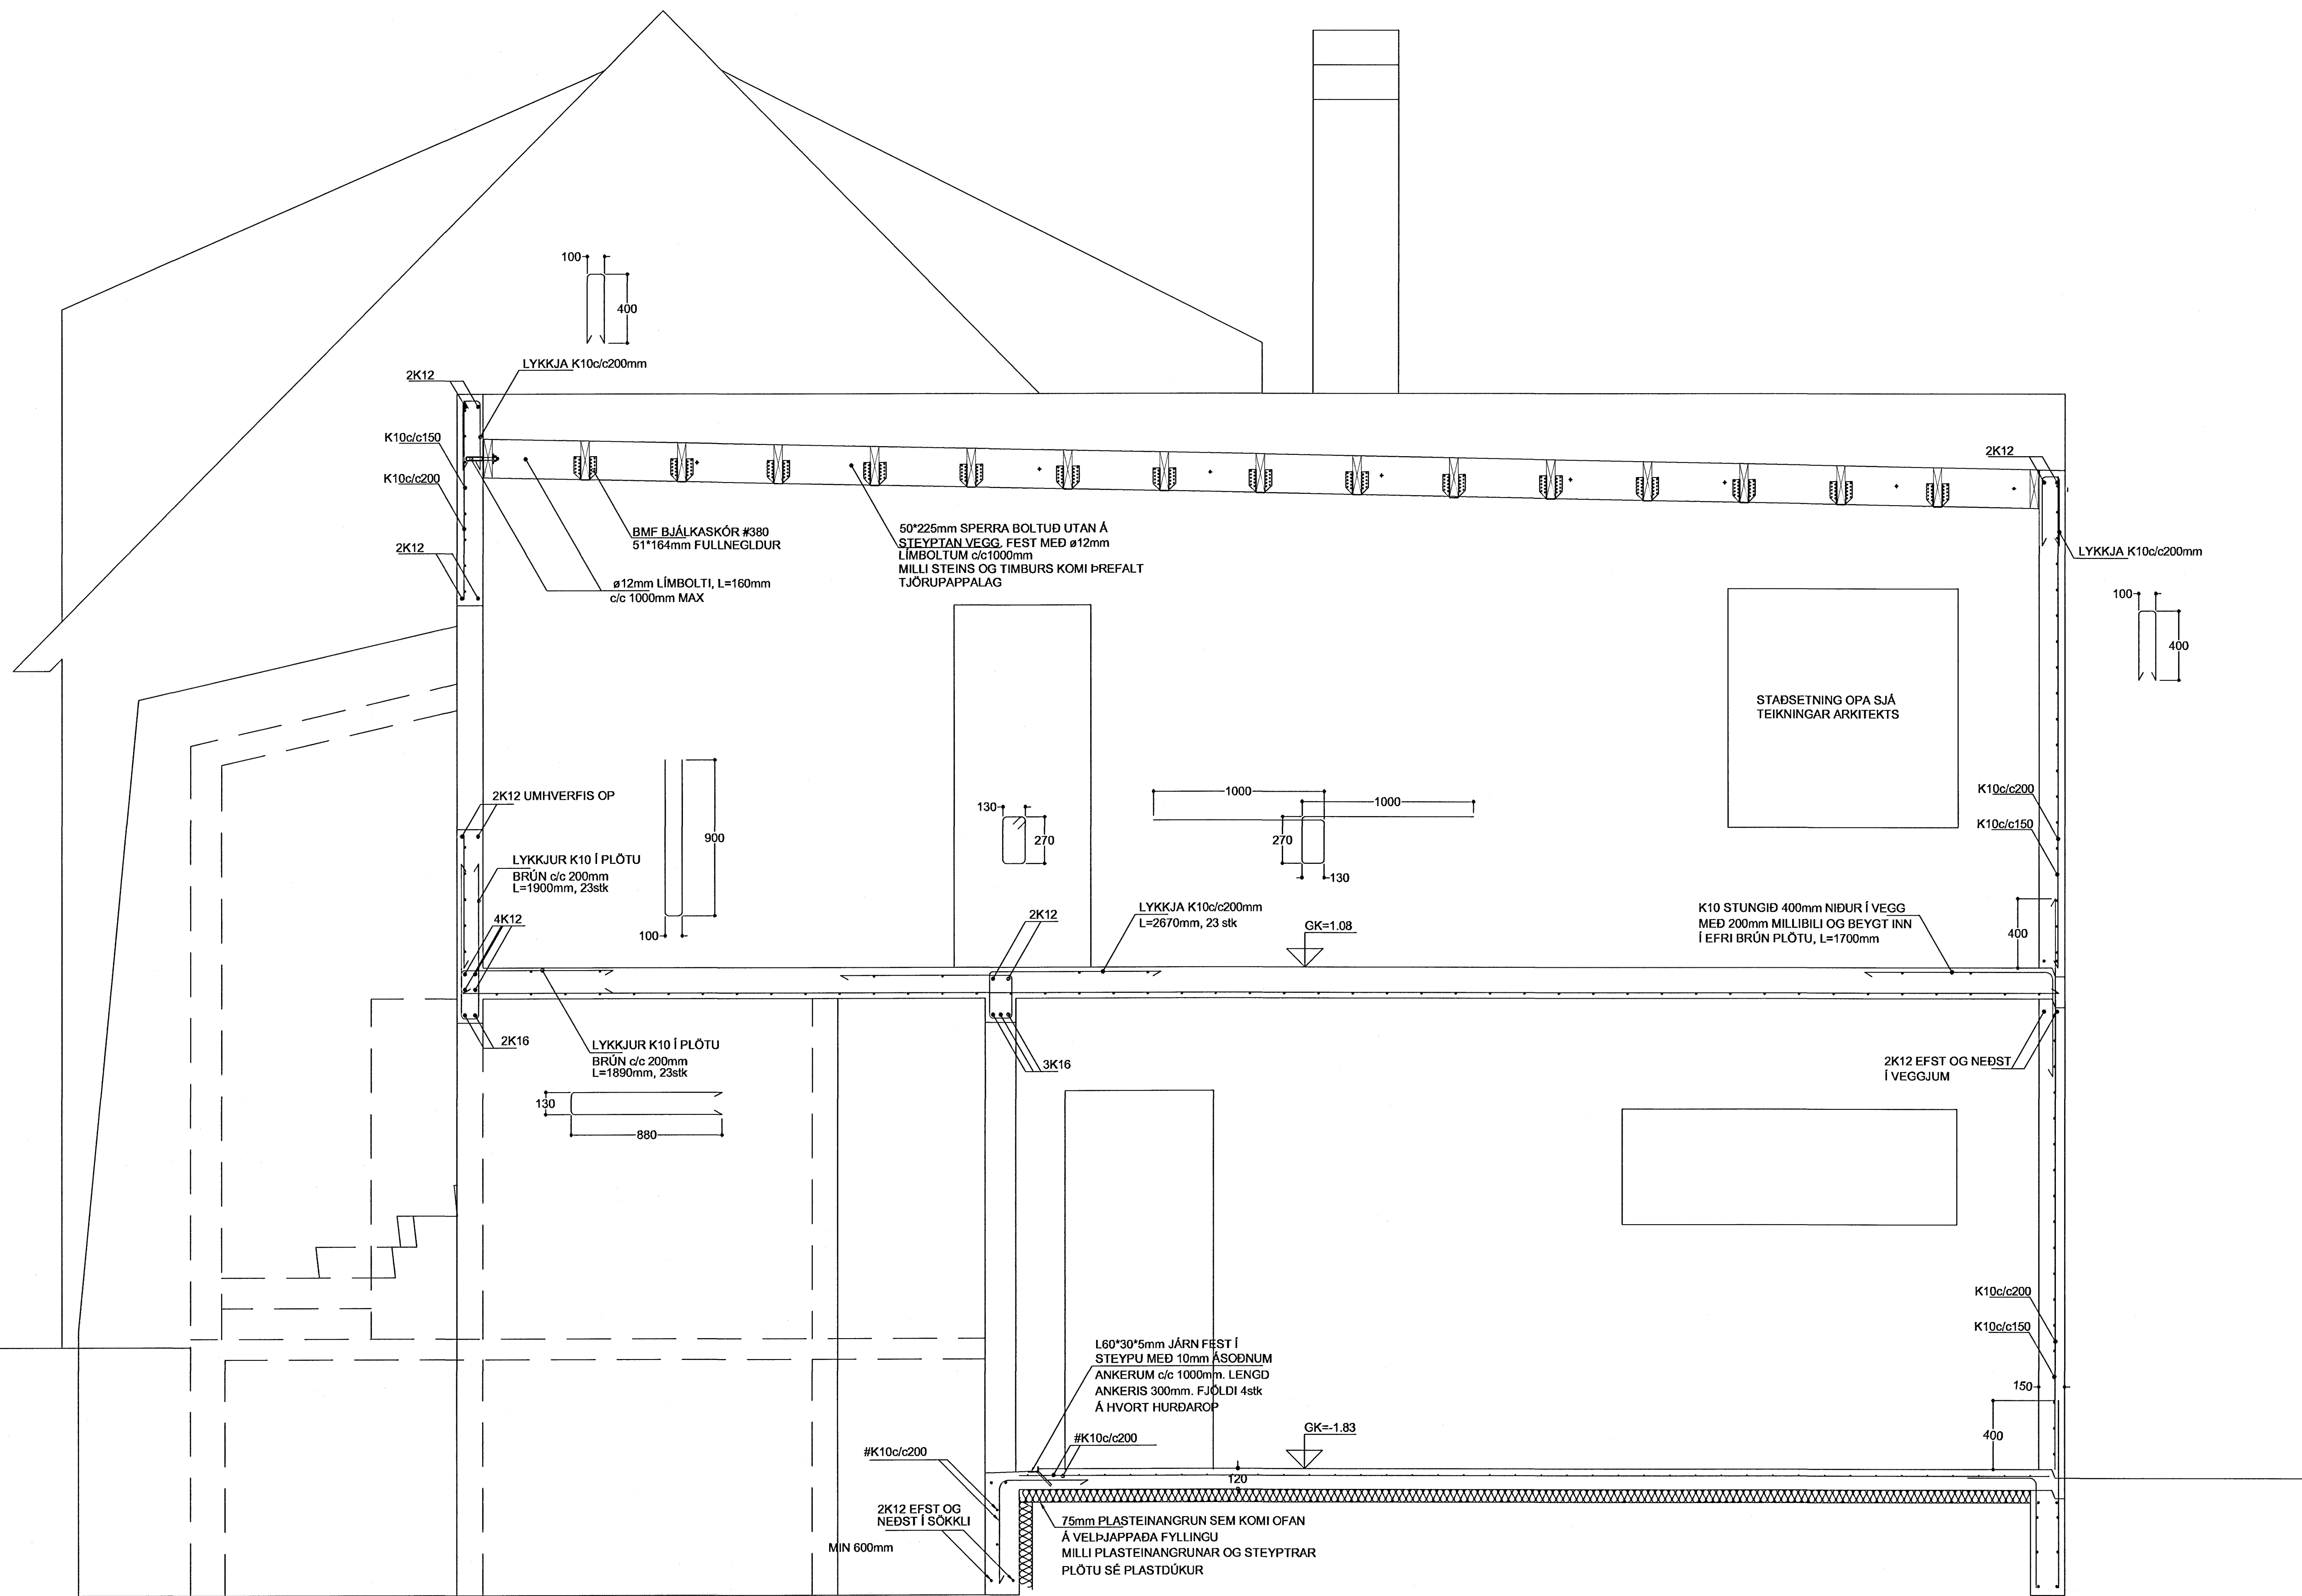 100
400
LYKKJA K10c/c200mm
2K12
K10c/c150
K10c/c200
2K12
BMF BJÁLKASKÓR #380
51*164mm FULLNEGLDUR
ø12mm LÍMBOLTI, L=160mm
c/c 1000mm MAX
50*225mm SPERRA BOLTUÐ UTAN Á
STEYPTAN VEGG, FEST MEÐ ø12mm
LÍMBOLTUM c/c1000mm
MILLI STEINS OG TIMBURS KOMI ÞREFALT
TJÖRUPAPPALAG
2K12
LYKKJA K10c/c200mm
100
400
STAÐSETNING OPA SJÁ
TEIKNINGAR ARKITEKTS
2K12 UMHVERFIS OP
LYKKJUR K10 Í PLÖTU
BRÚN c/c 200mm
L=1900mm, 23stk
4K12
900
100
130
270
1000
1000
270
130
K10c/c200
K10c/c150
2K12
LYKKJA K10c/c200mm
L=2670mm, 23 stk
GK=1.08
K10 STUNGIÐ 400mm NIÐUR Í VEGG
MEÐ 200mm MILLIBILI OG BEYGT INN
Í EFRI BRÚN PLÖTU, L=1700mm
400
2K16
LYKKJUR K10 Í PLÖTU
BRÚN c/c 200mm
L=1890mm, 23stk
130
880
3K16
2K12 EFST OG NEÐST
Í VEGGJUM
K10c/c200
K10c/c150
150
400
L60*30*5mm JÁRN FEST Í
STEYPU MEÐ 10mm ÁSOÐNUM
ANKERUM c/c 1000mm. LENGD
ANKERIS 300mm. FJÖLDI 4stk
Á HVORT HURÐAROP
GK=-1.83
#K10c/c200
#K10c/c200
120
2K12 EFST OG
NEÐST Í SÖKKLI
MIN 600mm
75mm PLASTEINANGRUN SEM KOMI OFAN
Á VELÞJAPPAÐA FYLLINGU
MILLI PLASTEINANGRUNAR OG STEYPTRAR
PLÖTU SÉ PLASTDÚKUR